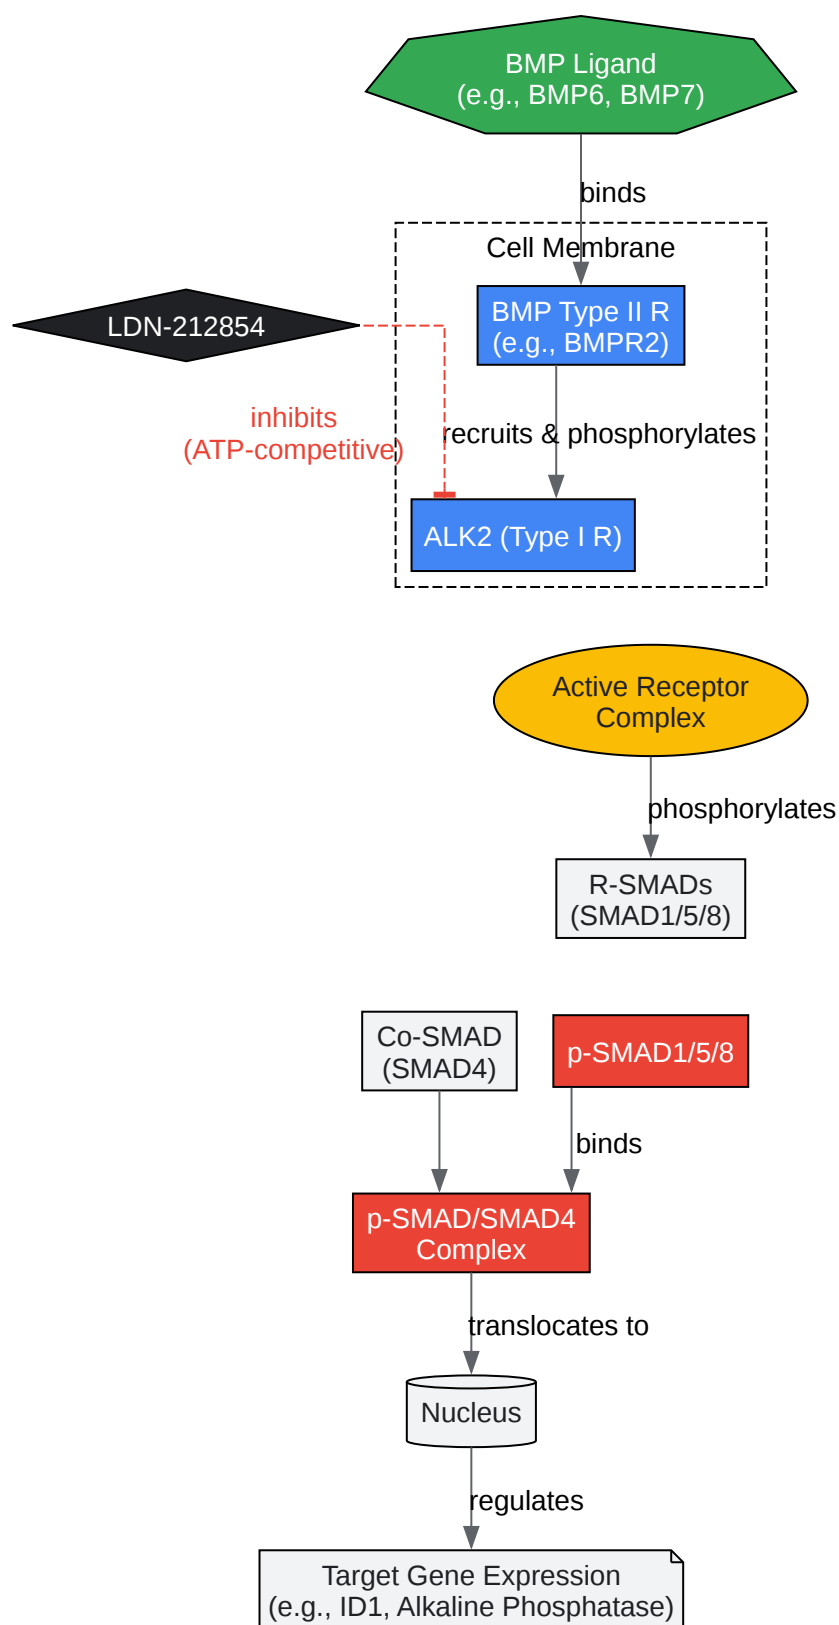 BMP Ligand
(e.g., BMP6, BMP7)
binds
Cell Membrane
LDN-212854
BMP Type II R
(e.g., BMPR2)
inhibits
(ATP-competitive)
recruits & phosphorylates
ALK2 (Type I R)
Active Receptor
Complex
phosphorylates
R-SMADs
(SMAD1/5/8)
Co-SMAD
(SMAD4)
p-SMAD1/5/8
binds
p-SMAD/SMAD4
Complex
translocates to
Nucleus
regulates
Target Gene Expression
(e.g., ID1, Alkaline Phosphatase)